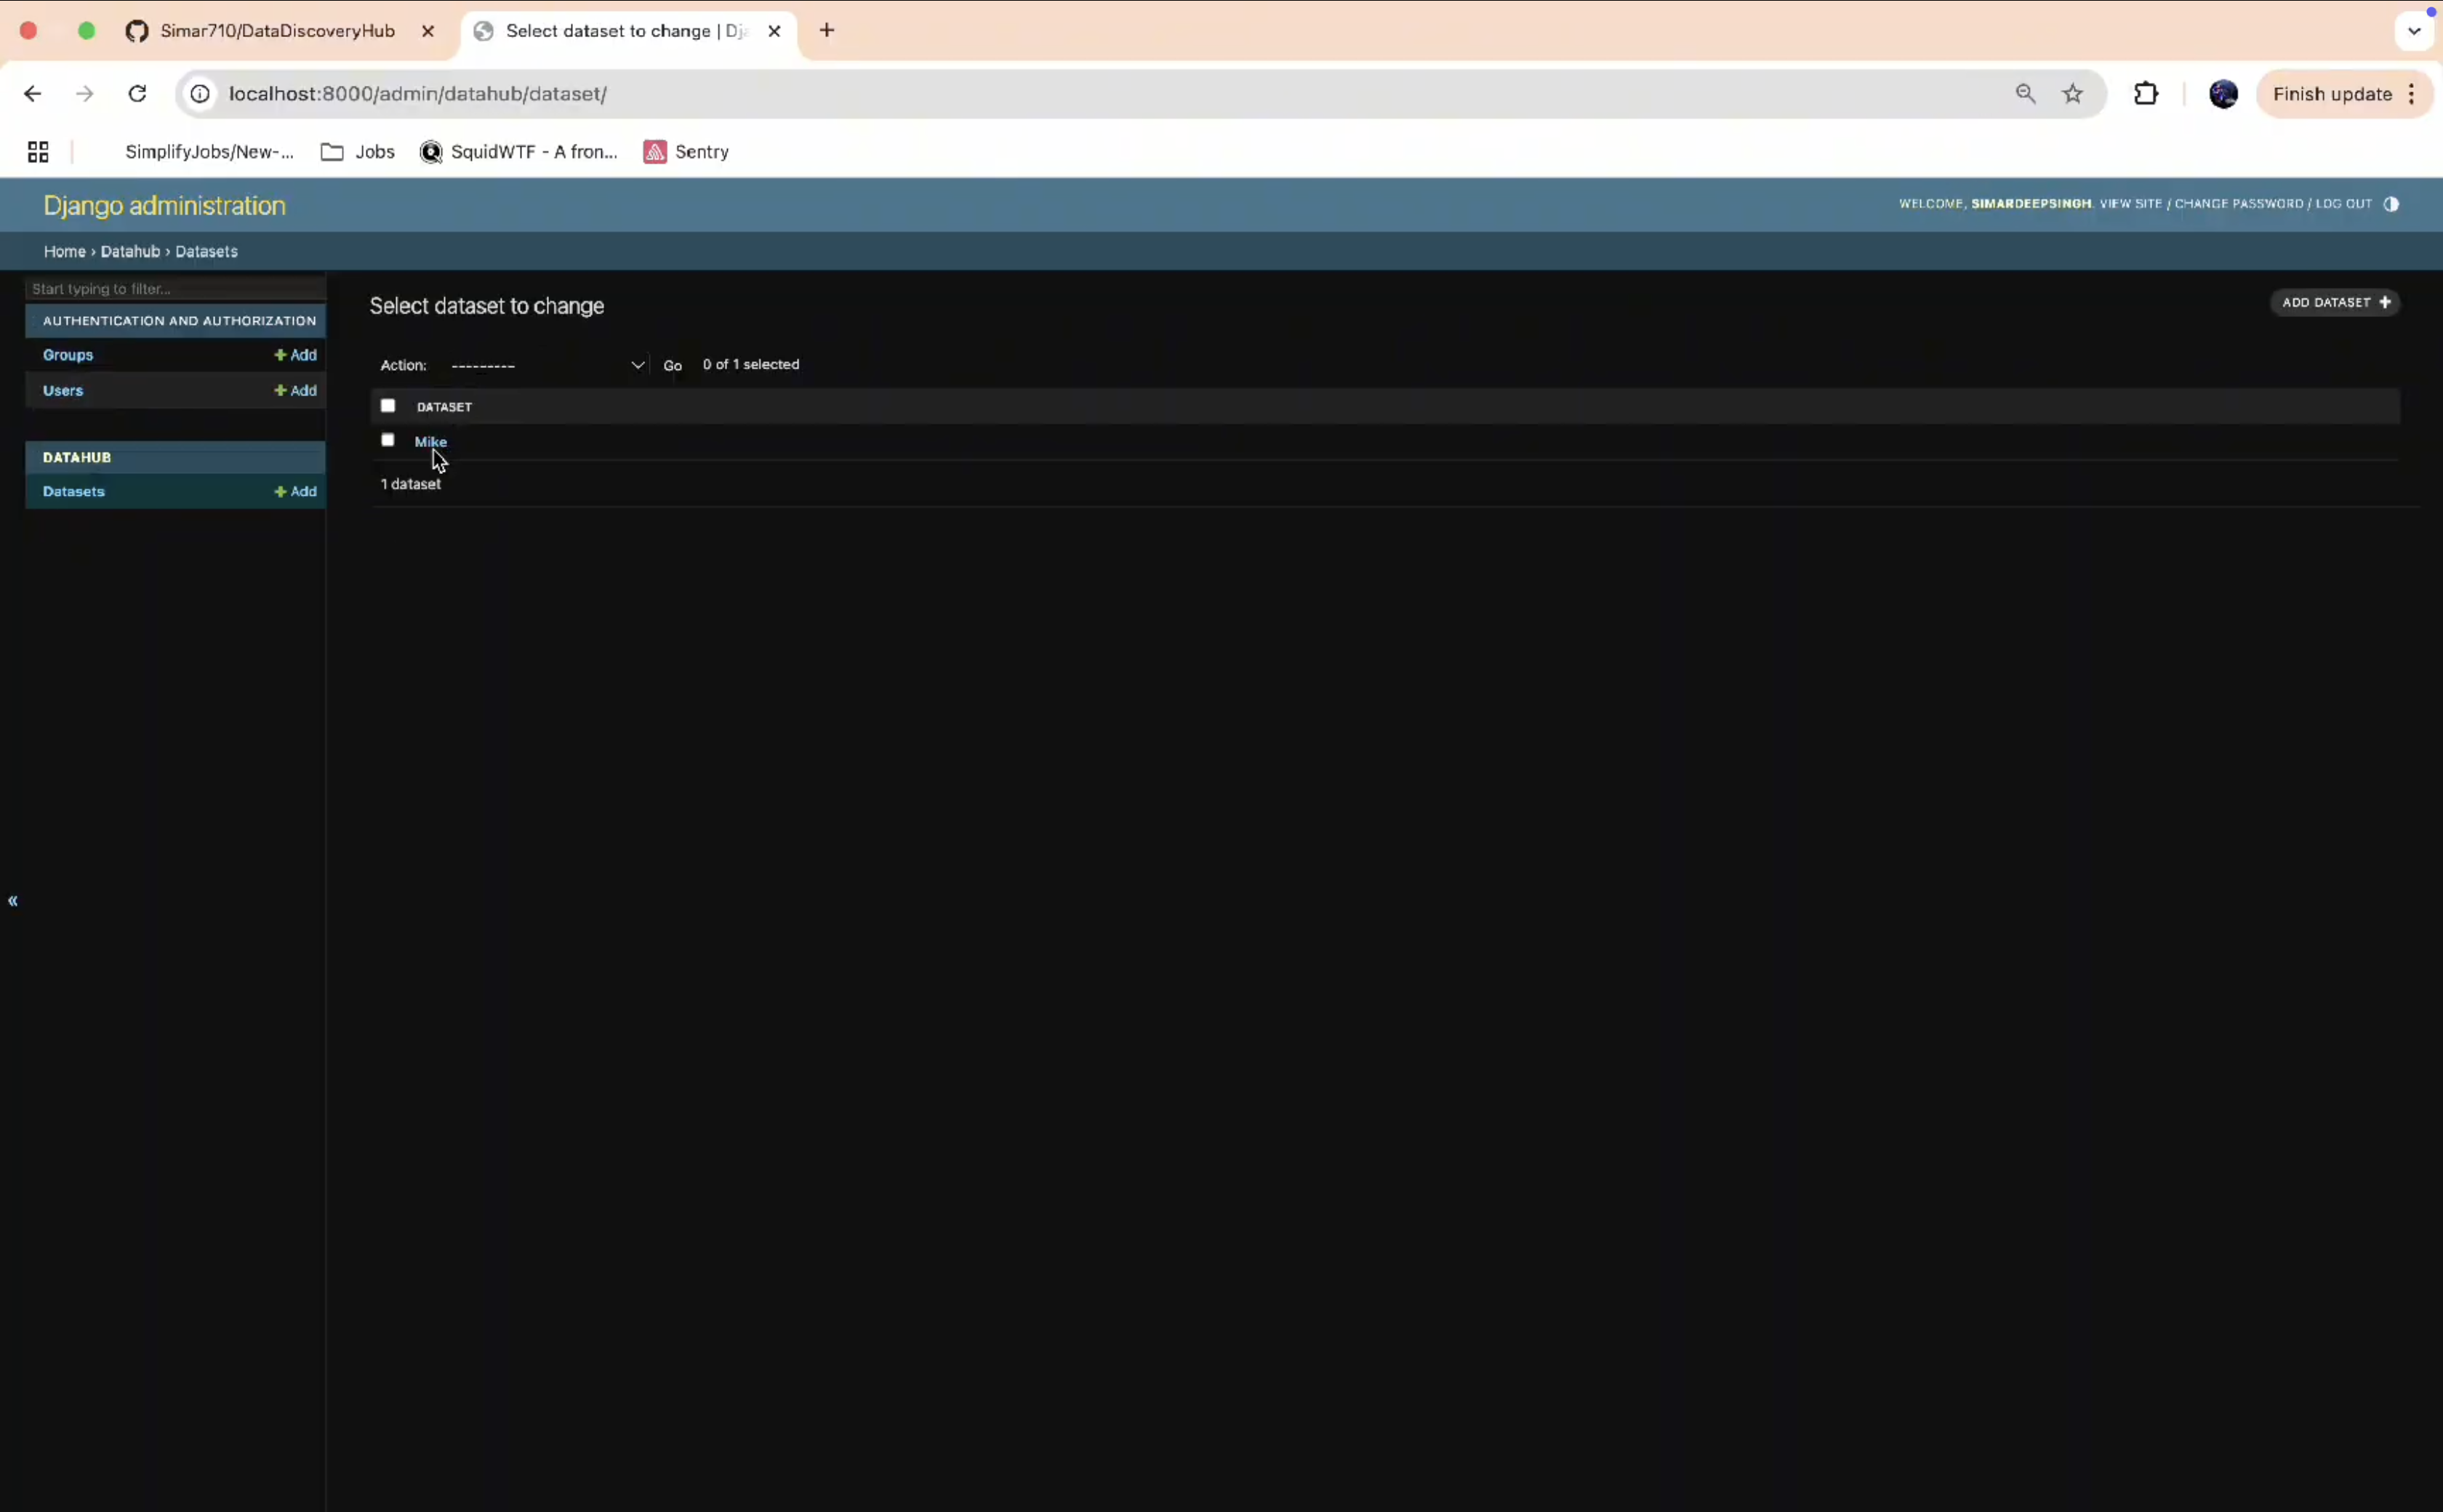 Simar710/DataDiscoveryHub
Select dataset to change | Dja
localhost:8000/admin/datahub/dataset/
Finish update
SimplifyJobs/New-...
Jobs
SquidWTF - A fron...
Sentry
Django administration
WELCOME, SIMARDEEPSINGH. VIEW SITE / CHANGE PASSWORD / LOG OUT
Home › Datahub › Datasets
Start typing to filter...
AUTHENTICATION AND AUTHORIZATION
Groups + Add
Users + Add
DATAHUB
Datasets + Add
Select dataset to change
ADD DATASET +
Action: --------- Go 0 of 1 selected
DATASET
Mike
1 dataset
«